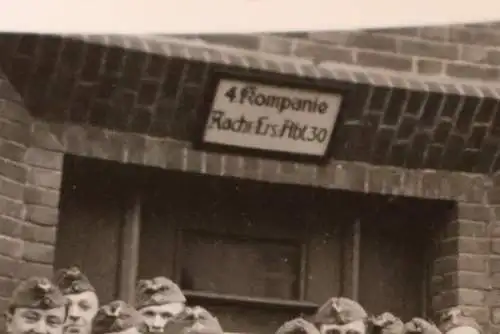 4. Kompanie
Nachr. Ers. Abt. 30